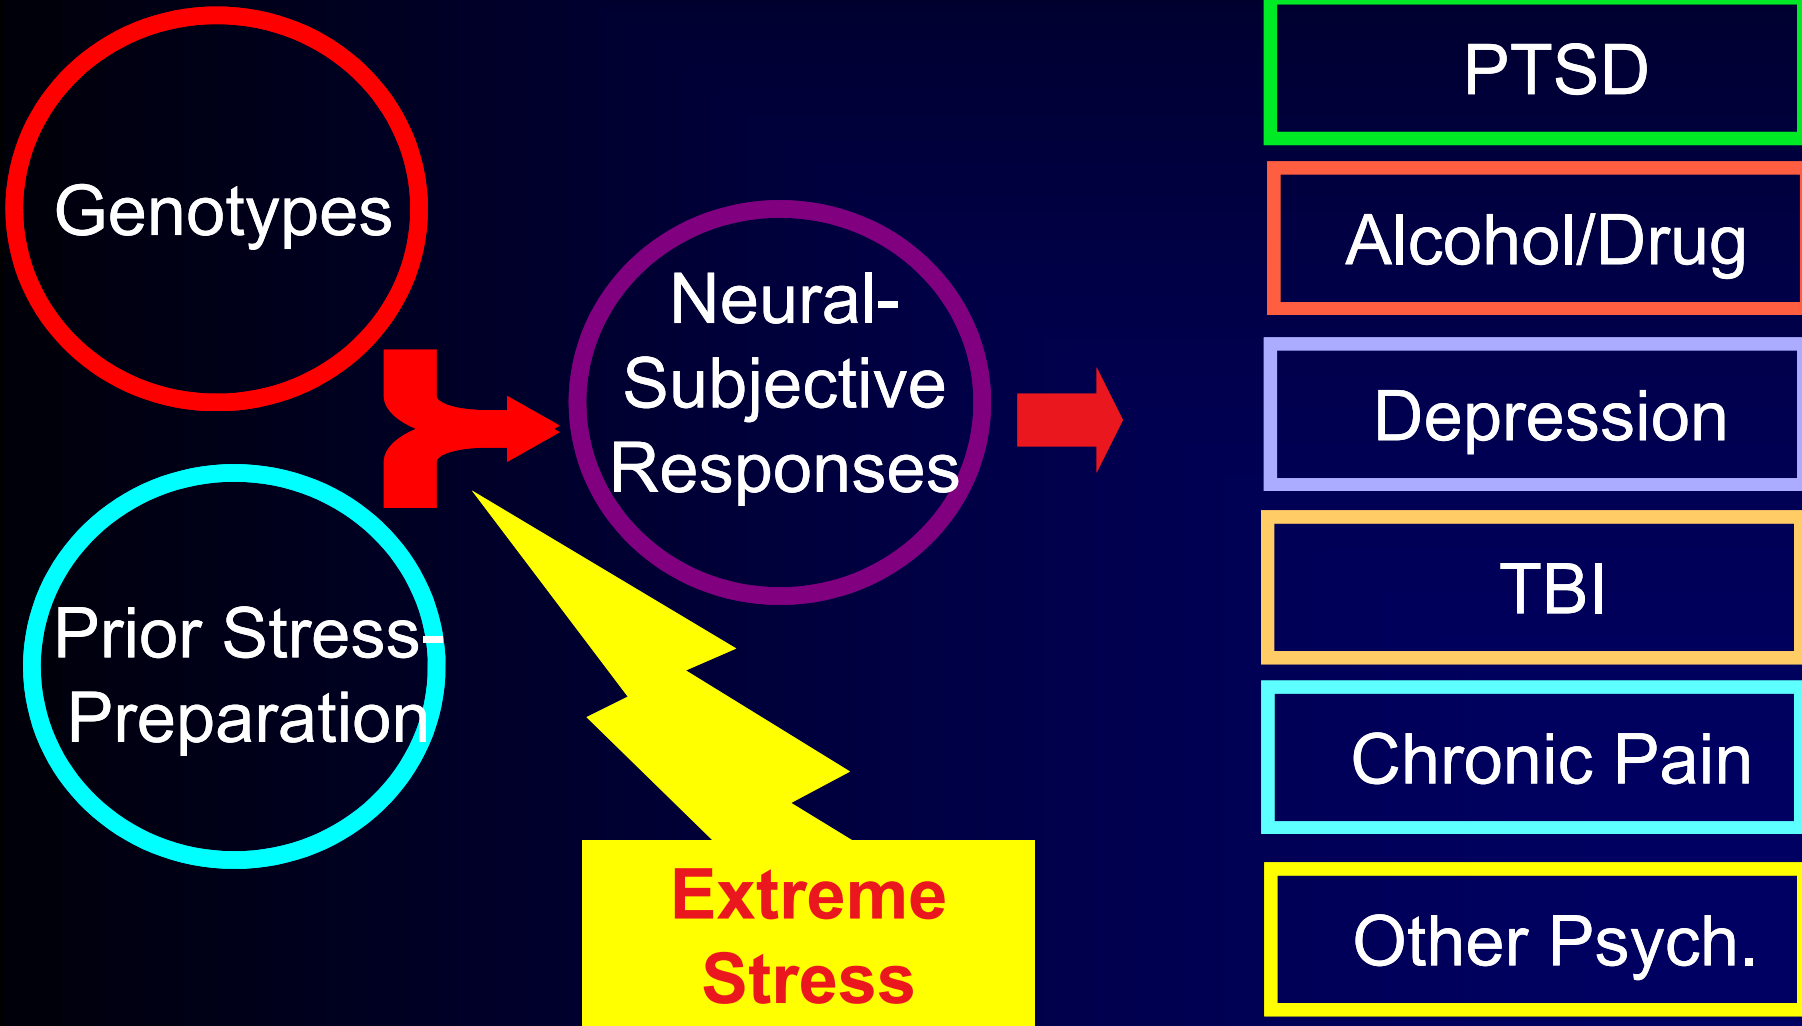 Genotypes
Prior Stress-
Preparation
Neural-
Subjective
Responses
Extreme
Stress
PTSD
Alcohol/Drug
Depression
TBI
Chronic Pain
Other Psych.